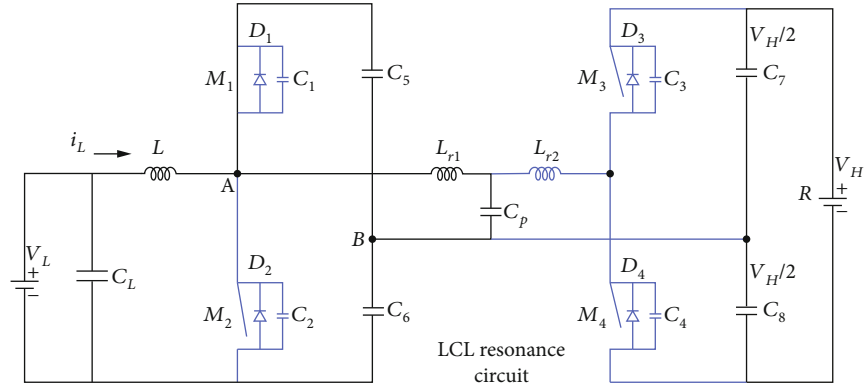 D1
D3
VH/2
M1
C1
C5
M3
C3
C7
iL
L
Lr1
Lr2
A
VH
+
−
R
Cp
B
VL
+
−
CL
D2
D4
VH/2
M2
C2
C6
M4
C4
C8
LCL resonance
circuit